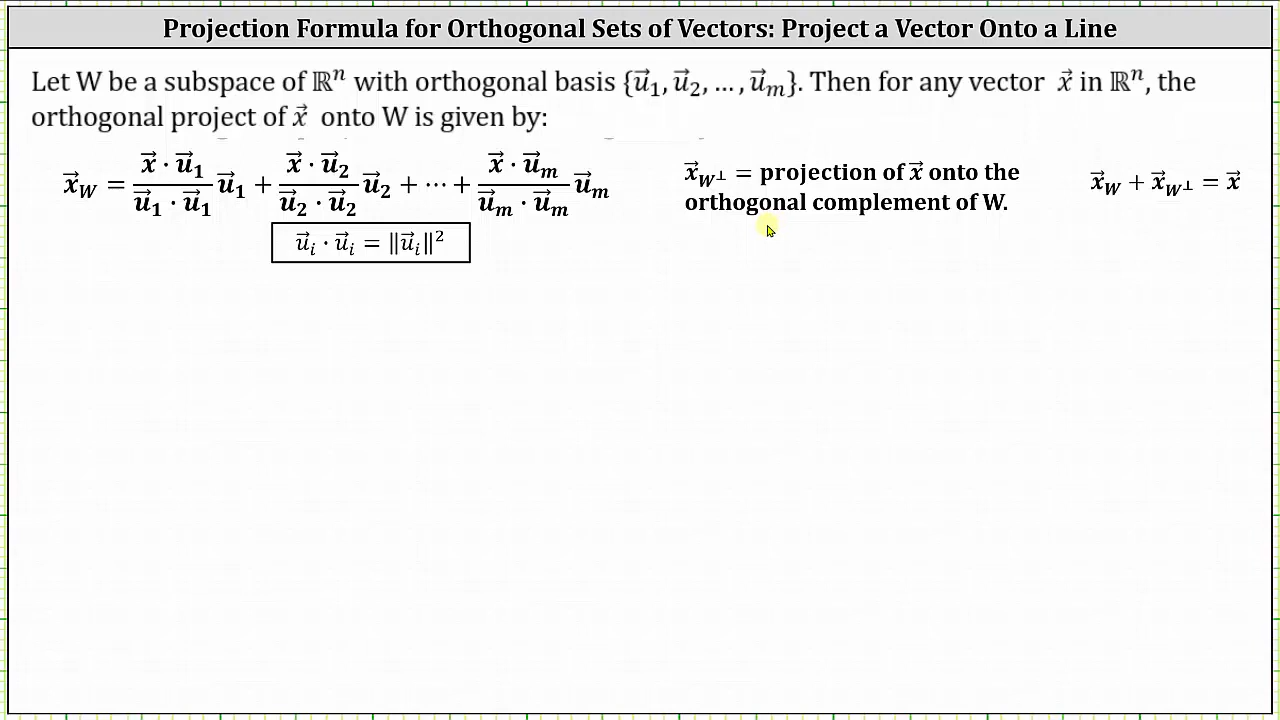 Projection Formula for Orthogonal Sets of Vectors: Project a Vector Onto a Line
Let W be a subspace of ℝⁿ with orthogonal basis {u⃗₁, u⃗₂, ..., u⃗ₘ}. Then for any vector x⃗ in ℝⁿ, the
orthogonal project of x⃗ onto W is given by:
x⃗_W = (x⃗ · u⃗₁)/(u⃗₁ · u⃗₁) u⃗₁ + (x⃗ · u⃗₂)/(u⃗₂ · u⃗₂) u⃗₂ + ⋯ + (x⃗ · u⃗ₘ)/(u⃗ₘ · u⃗ₘ) u⃗ₘ
u⃗ᵢ · u⃗ᵢ = ‖u⃗ᵢ‖²
x⃗_W⊥ = projection of x⃗ onto the
orthogonal complement of W.
x⃗_W + x⃗_W⊥ = x⃗